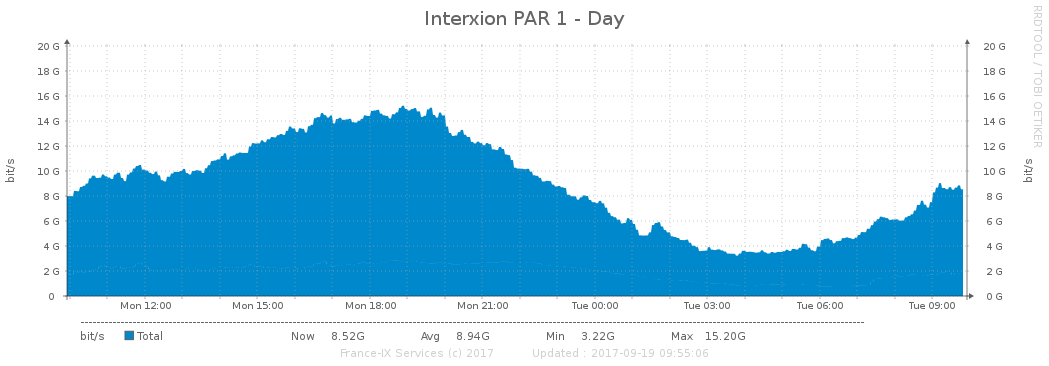 Interxion PAR 1 - Day
RRDTOOL / TOBI OETIKER
20 G 20 G
18 G 18 G
16 G 16 G
14 G 14 G
12 G 12 G
10 G 10 G
8 G 8 G
6 G 6 G
4 G 4 G
2 G 2 G
0 0 G
bit/s
bit/s
Mon 12:00 Mon 15:00 Mon 18:00 Mon 21:00 Tue 00:00 Tue 03:00 Tue 06:00 Tue 09:00
bit/s Total Now 8.52G Avg 8.94G Min 3.22G Max 15.20G
France-IX Services (c) 2017 Updated : 2017-09-19 09:55:06